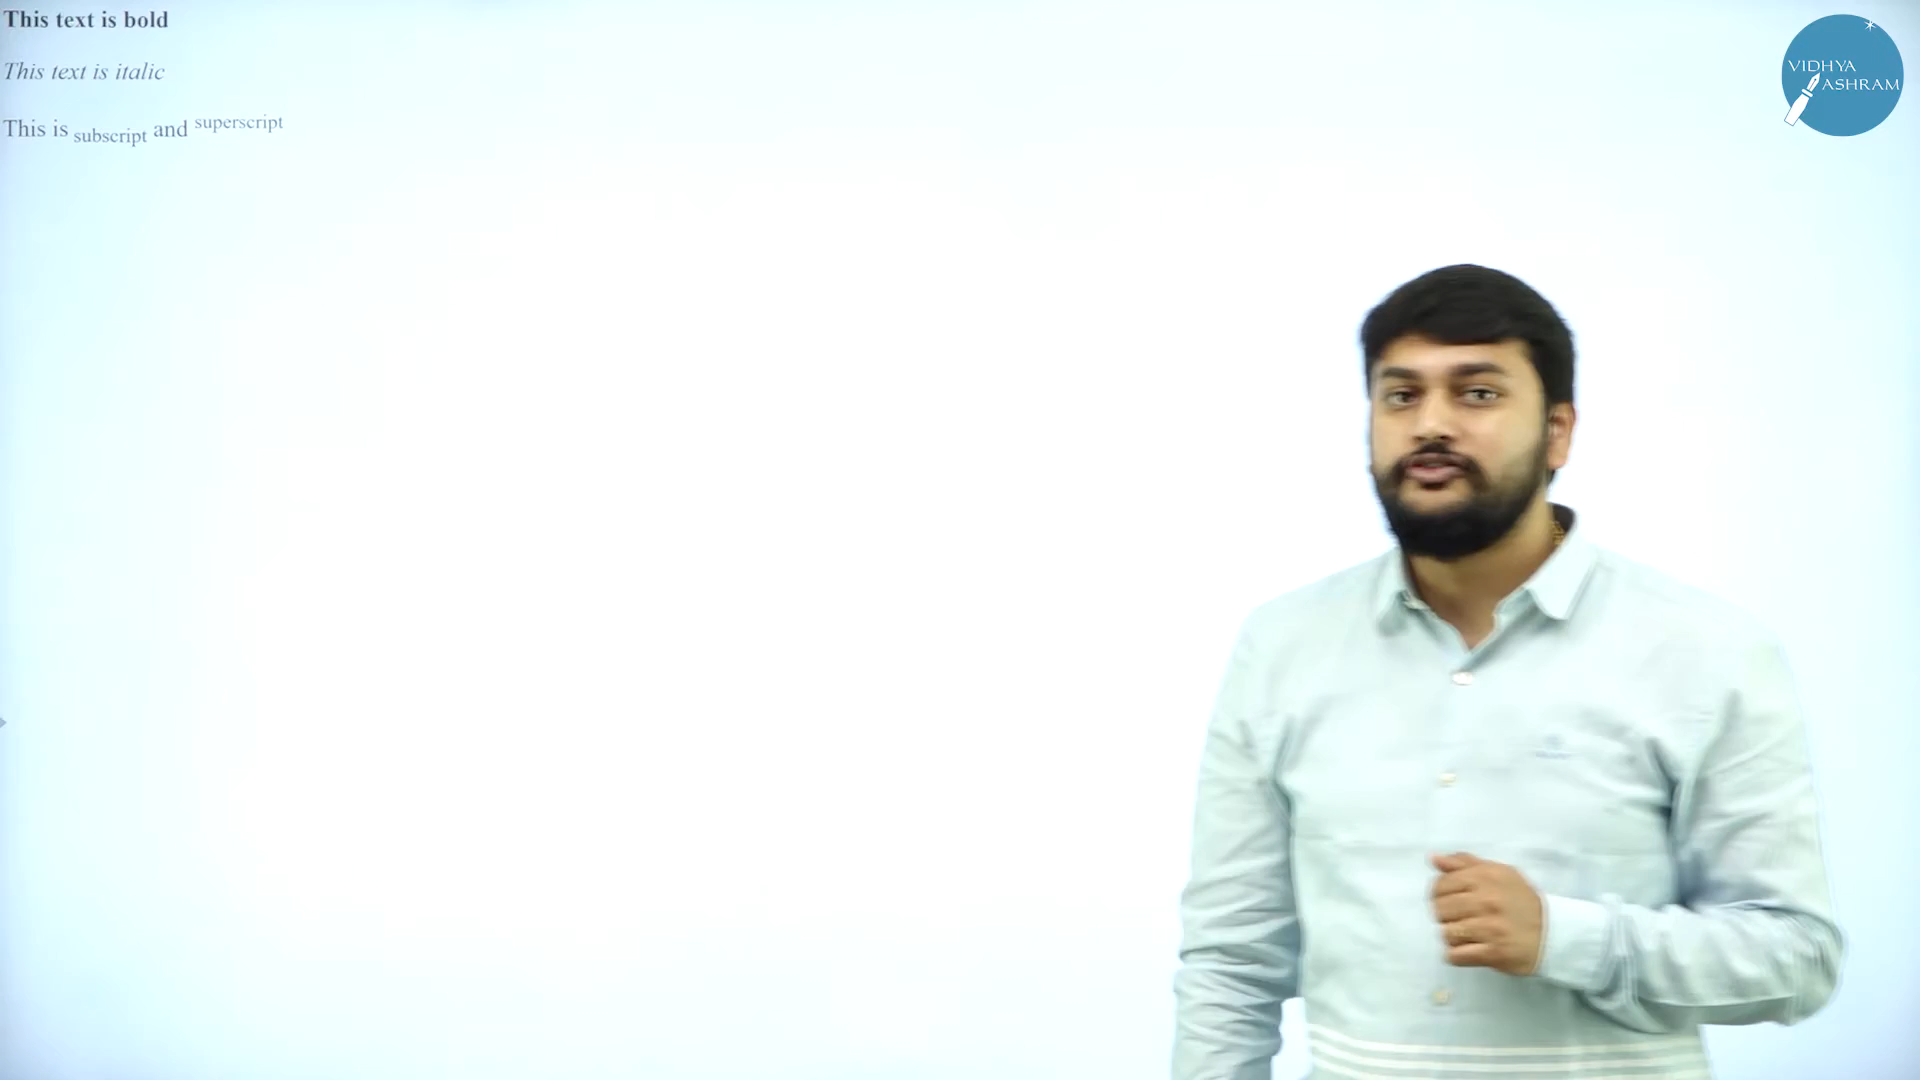 This text is bold
This text is italic
This is subscript and superscript
VIDHYA
ASHRAM